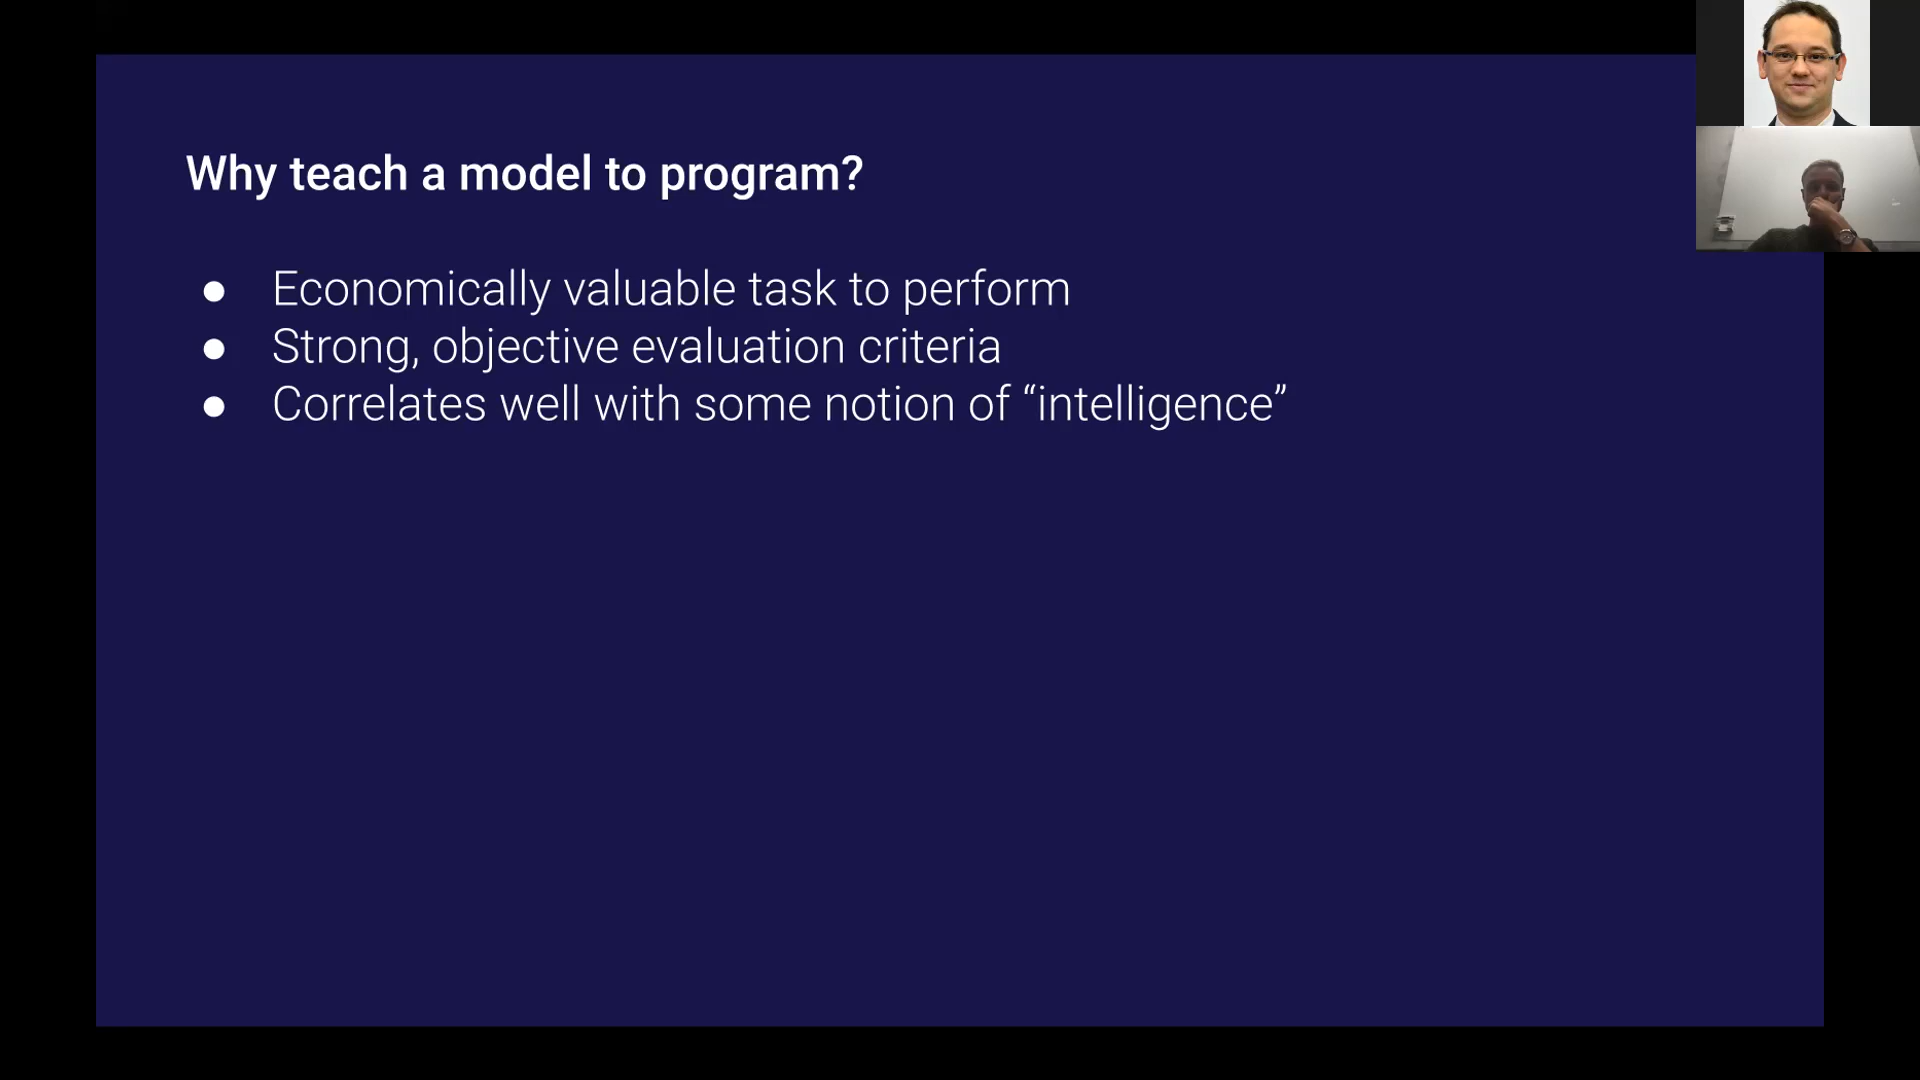 Why teach a model to program?
● Economically valuable task to perform
● Strong, objective evaluation criteria
● Correlates well with some notion of “intelligence”